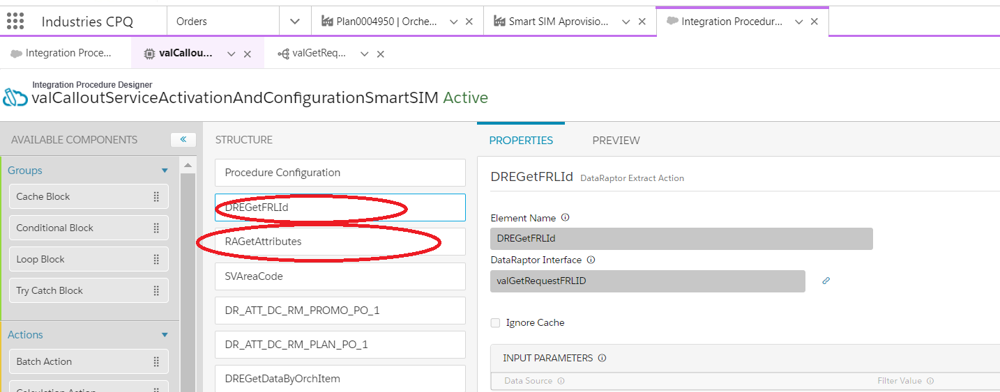 Industries CPQ
Orders
Plan0004950 | Orche...
Smart SIM Aprovisio...
Integration Procedur...
Integration Proce...
valCallou...
valGetReq...
Integration Procedure Designer
valCalloutServiceActivationAndConfigurationSmartSIM Active
AVAILABLE COMPONENTS
«
Groups
Cache Block
Conditional Block
Loop Block
Try Catch Block
Actions
Batch Action
Calculation Action
STRUCTURE
Procedure Configuration
DREGetFRLId
RAGetAttributes
SVAreaCode
DR_ATT_DC_RM_PROMO_PO_1
DR_ATT_DC_RM_PLAN_PO_1
DREGetDataByOrchItem
PROPERTIES
PREVIEW
DREGetFRLId DataRaptor Extract Action
Element Name
DREGetFRLId
DataRaptor Interface
valGetRequestFRLID
Ignore Cache
INPUT PARAMETERS
Data Source
Filter Value